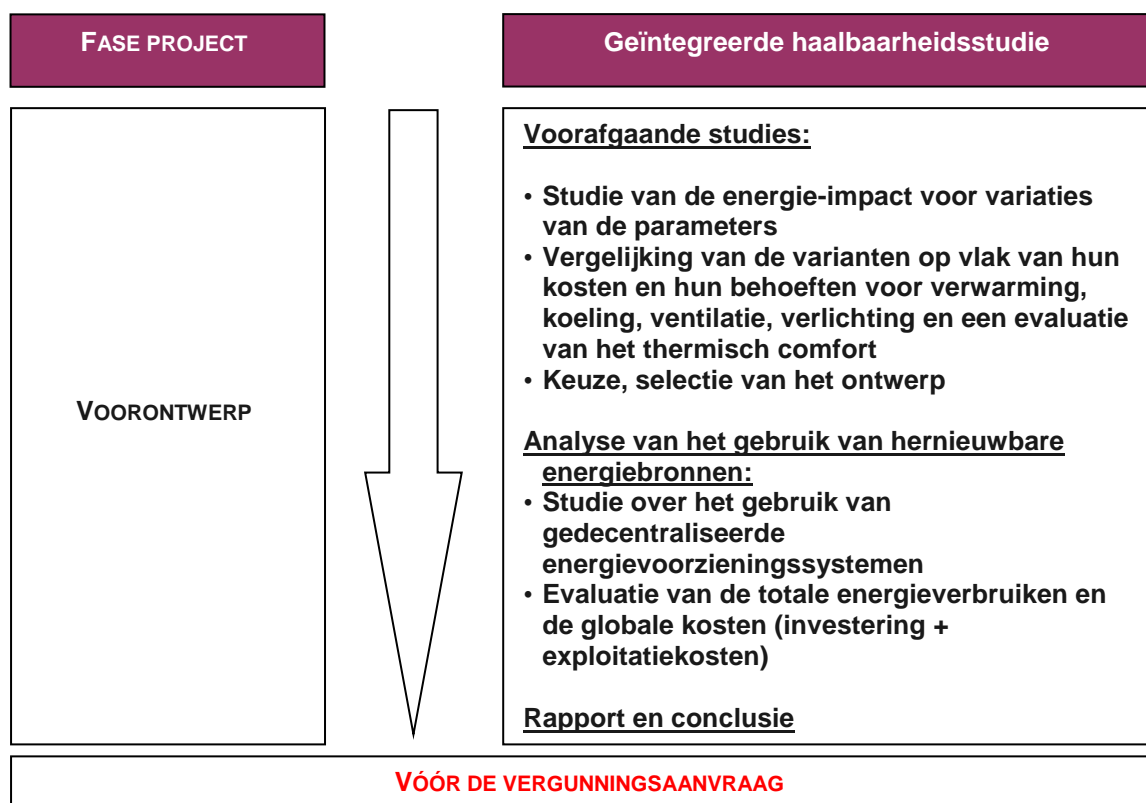 FASE PROJECT
Geïntegreerde haalbaarheidsstudie
VOORONTWERP
Voorafgaande studies:
• Studie van de energie-impact voor variaties
van de parameters
• Vergelijking van de varianten op vlak van hun
kosten en hun behoeften voor verwarming,
koeling, ventilatie, verlichting en een evaluatie
van het thermisch comfort
• Keuze, selectie van het ontwerp
Analyse van het gebruik van hernieuwbare
energiebronnen:
• Studie over het gebruik van
gedecentraliseerde
energievoorzieningssystemen
• Evaluatie van de totale energieverbruiken en
de globale kosten (investering +
exploitatiekosten)
Rapport en conclusie
VÓÓR DE VERGUNNINGSAANVRAAG